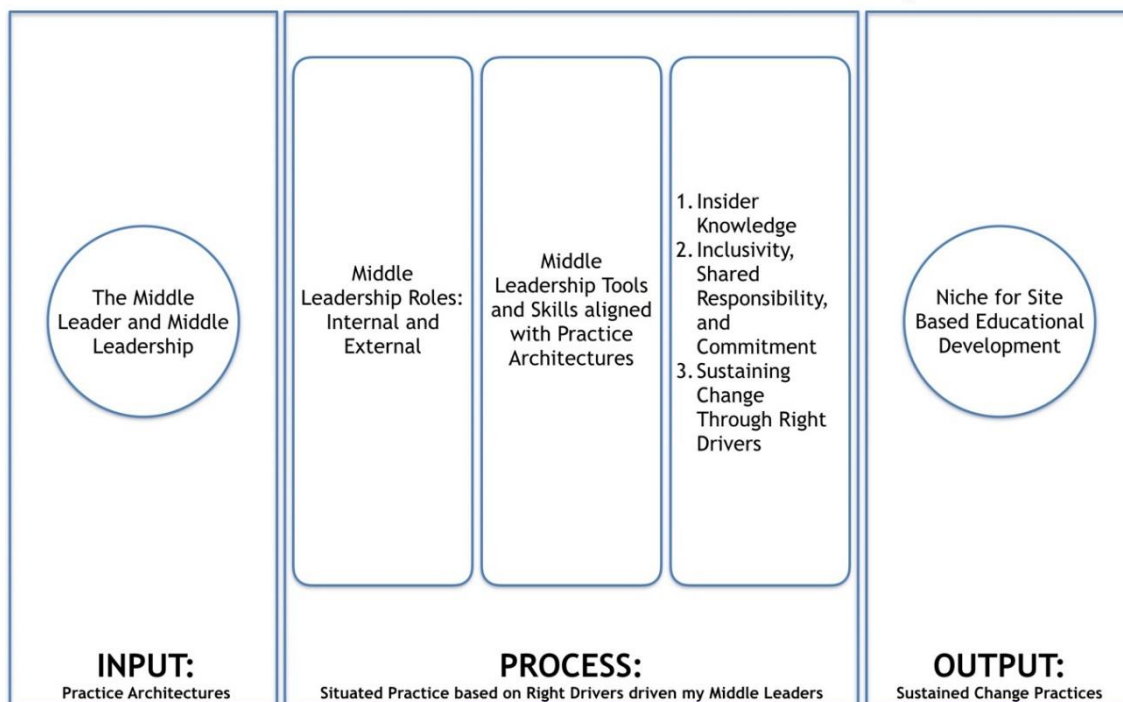 The Middle
Leader and Middle
Leadership
Middle
Leadership Roles:
Internal and
External
Middle
Leadership Tools
and Skills aligned
with Practice
Architectures
1. Insider
Knowledge
2. Inclusivity,
Shared
Responsibility,
and
Commitment
3. Sustaining
Change
Through Right
Drivers
Niche for Site
Based Educational
Development
INPUT:
Practice Architectures
PROCESS:
Situated Practice based on Right Drivers driven my Middle Leaders
OUTPUT:
Sustained Change Practices